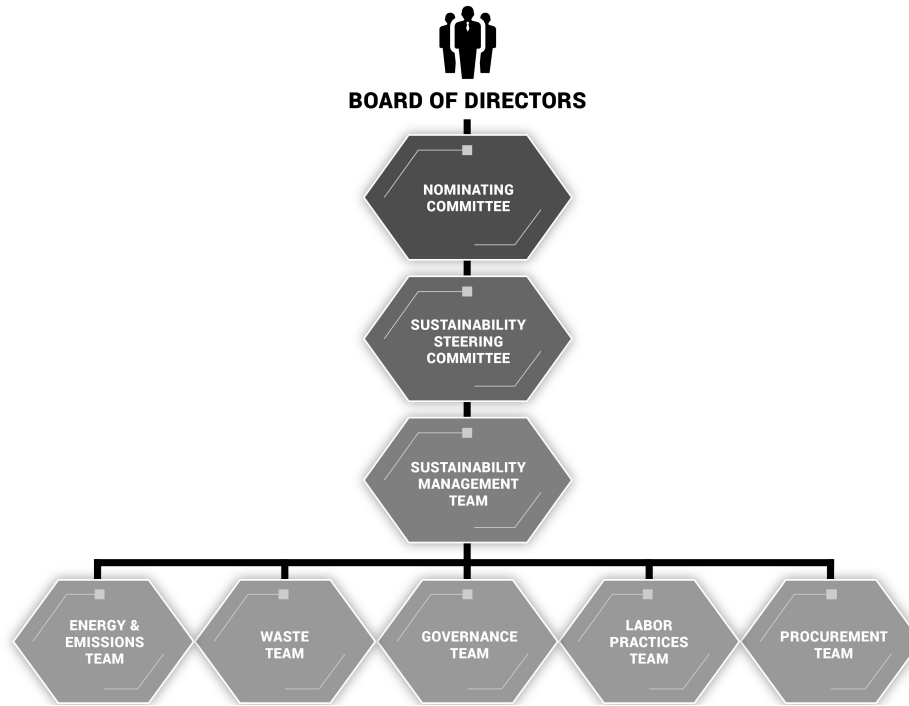 BOARD OF DIRECTORS
NOMINATING
COMMITTEE
SUSTAINABILITY
STEERING
COMMITTEE
SUSTAINABILITY
MANAGEMENT
TEAM
ENERGY &
EMISSIONS
TEAM
WASTE
TEAM
GOVERNANCE
TEAM
LABOR
PRACTICES
TEAM
PROCUREMENT
TEAM